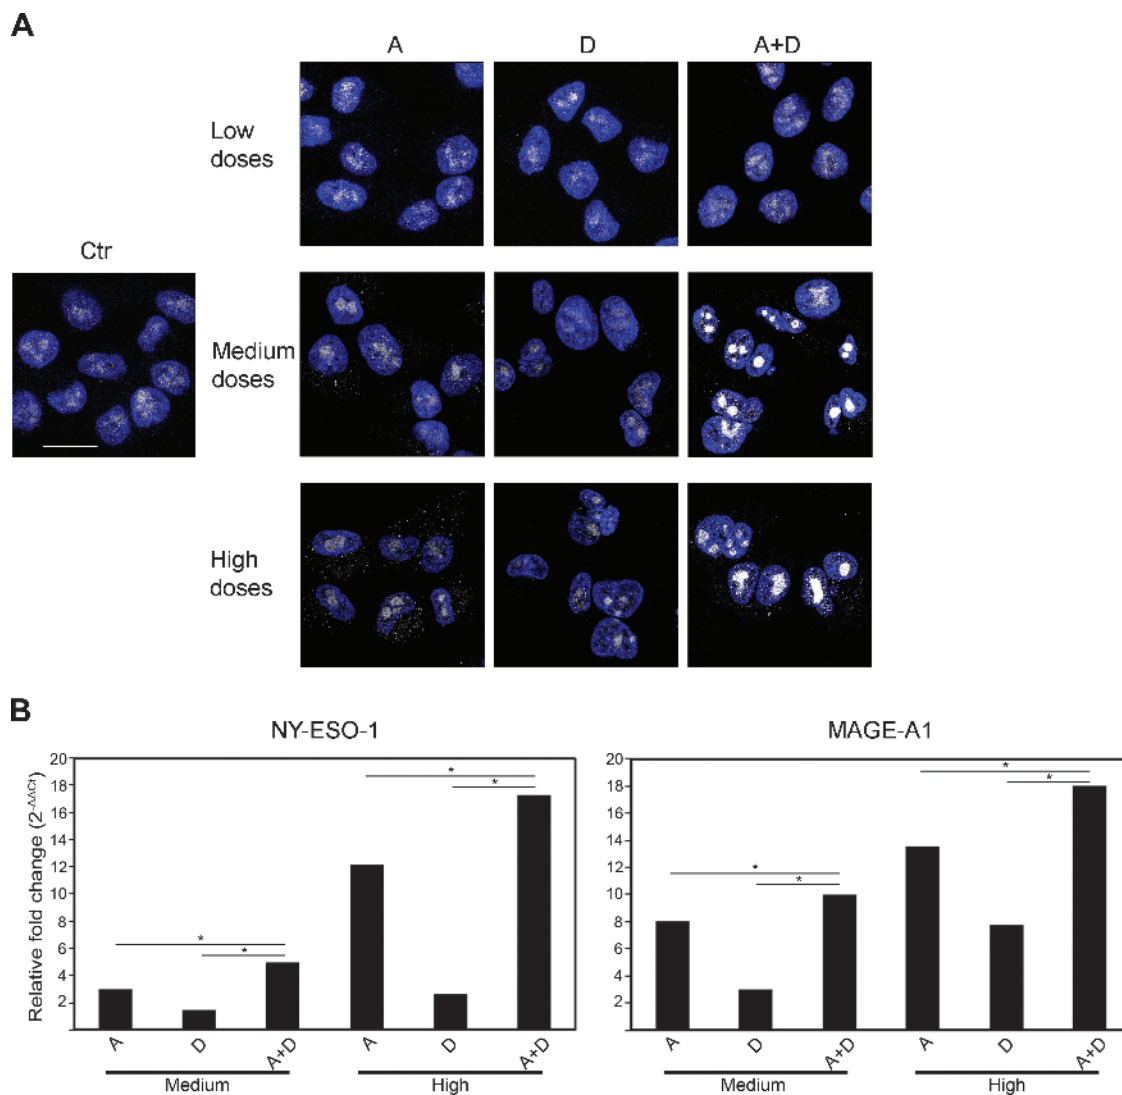 A
A D A+D
Low
doses
Ctr
Medium
doses
High
doses
B
NY-ESO-1 MAGE-A1
Relative fold change (2^-ΔΔCt)
20 20
18 18
16 16
14 14
12 12
10 10
8 8
6 6
4 4
2 2
* *
* *
* *
* *
A D A+D A D A+D A D A+D A D A+D
Medium High Medium High